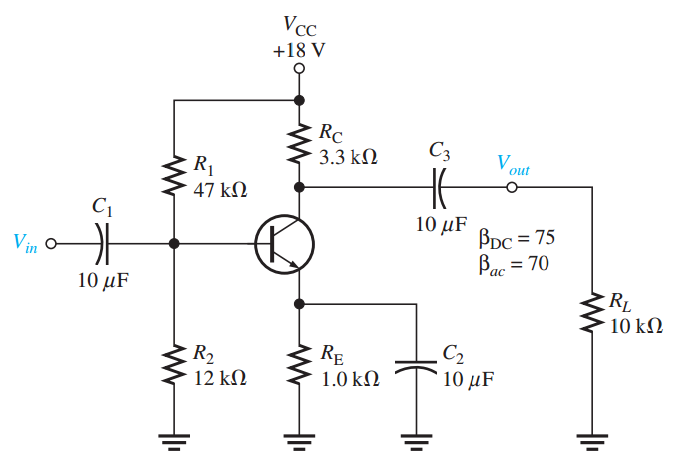 V_CC
+18 V
R_C
3.3 kΩ
C_3
V_out
R_1
47 kΩ
C_1
10 μF
β_DC = 75
V_in
β_ac = 70
10 μF
R_L
10 kΩ
R_2
12 kΩ
R_E
1.0 kΩ
C_2
10 μF